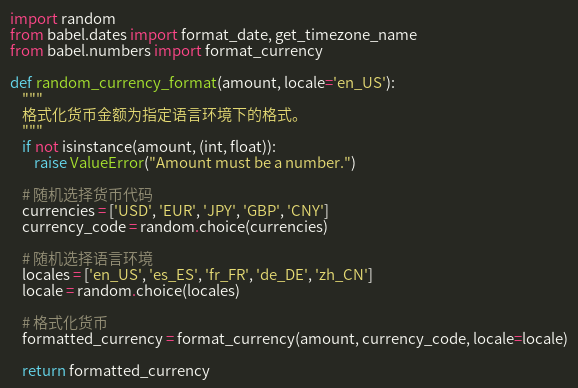 import random
from babel.dates import format_date, get_timezone_name
from babel.numbers import format_currency

def random_currency_format(amount, locale='en_US'):
    """
    格式化货币金额为指定语言环境下的格式。
    """
    if not isinstance(amount, (int, float)):
        raise ValueError("Amount must be a number.")

    # 随机选择货币代码
    currencies = ['USD', 'EUR', 'JPY', 'GBP', 'CNY']
    currency_code = random.choice(currencies)

    # 随机选择语言环境
    locales = ['en_US', 'es_ES', 'fr_FR', 'de_DE', 'zh_CN']
    locale = random.choice(locales)

    # 格式化货币
    formatted_currency = format_currency(amount, currency_code, locale=locale)

    return formatted_currency